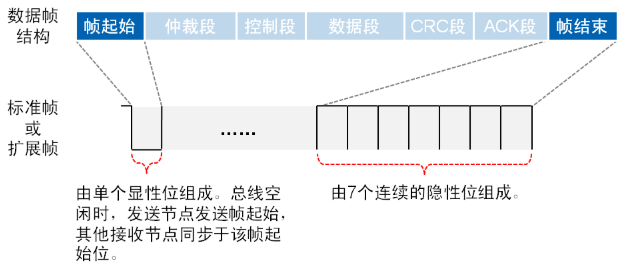 数据帧
结构
帧起始 仲裁段 控制段 数据段 CRC段 ACK段 帧结束
标准帧
或
扩展帧
……
由单个显性位组成。总线空
闲时，发送节点发送帧起始，
其他接收节点同步于该帧起
始位。
由7个连续的隐性位组成。